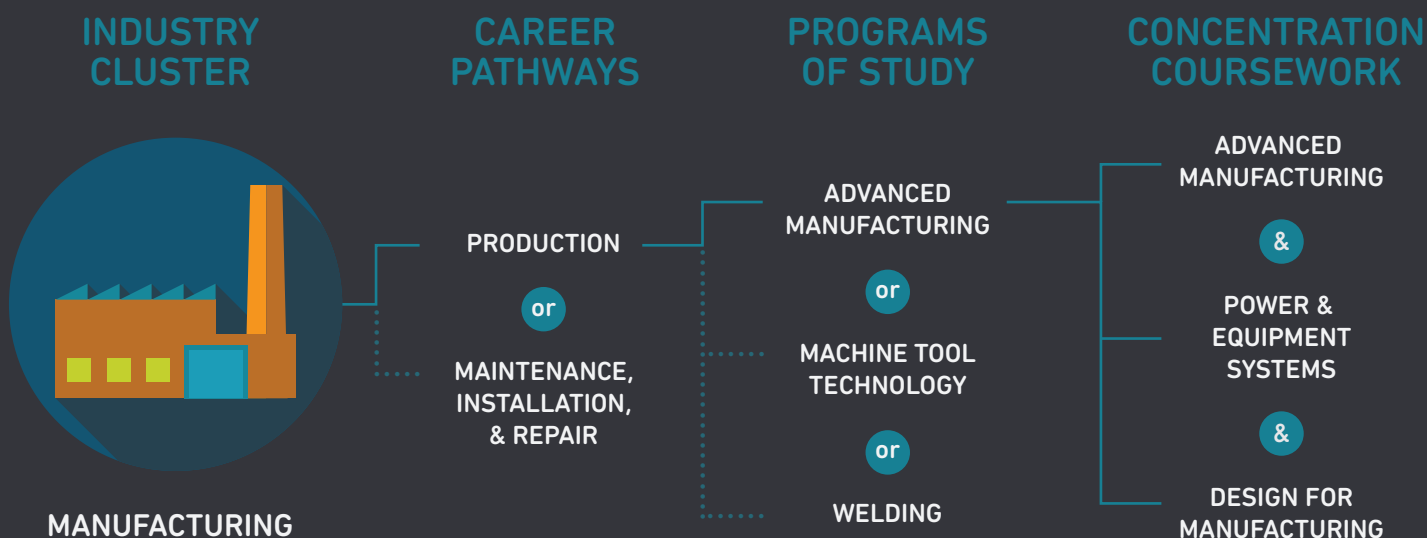 INDUSTRY
CLUSTER
MANUFACTURING
CAREER
PATHWAYS
PRODUCTION
or
MAINTENANCE,
INSTALLATION,
& REPAIR
PROGRAMS
OF STUDY
ADVANCED
MANUFACTURING
or
MACHINE TOOL
TECHNOLOGY
or
WELDING
CONCENTRATION
COURSEWORK
ADVANCED
MANUFACTURING
&
POWER &
EQUIPMENT
SYSTEMS
&
DESIGN FOR
MANUFACTURING